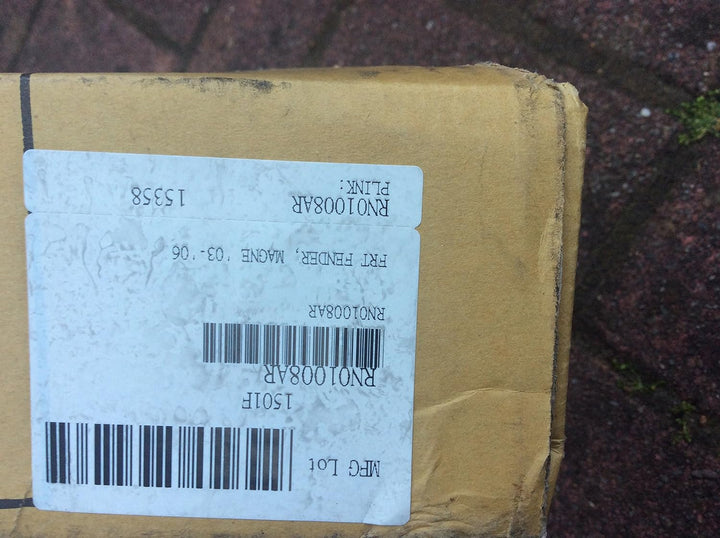 MFG Lot
1501F
RN01008AR
RN01008AR
FRT FENDER, MAGNE '03-'06
PLINK:
RN01008AR 15358